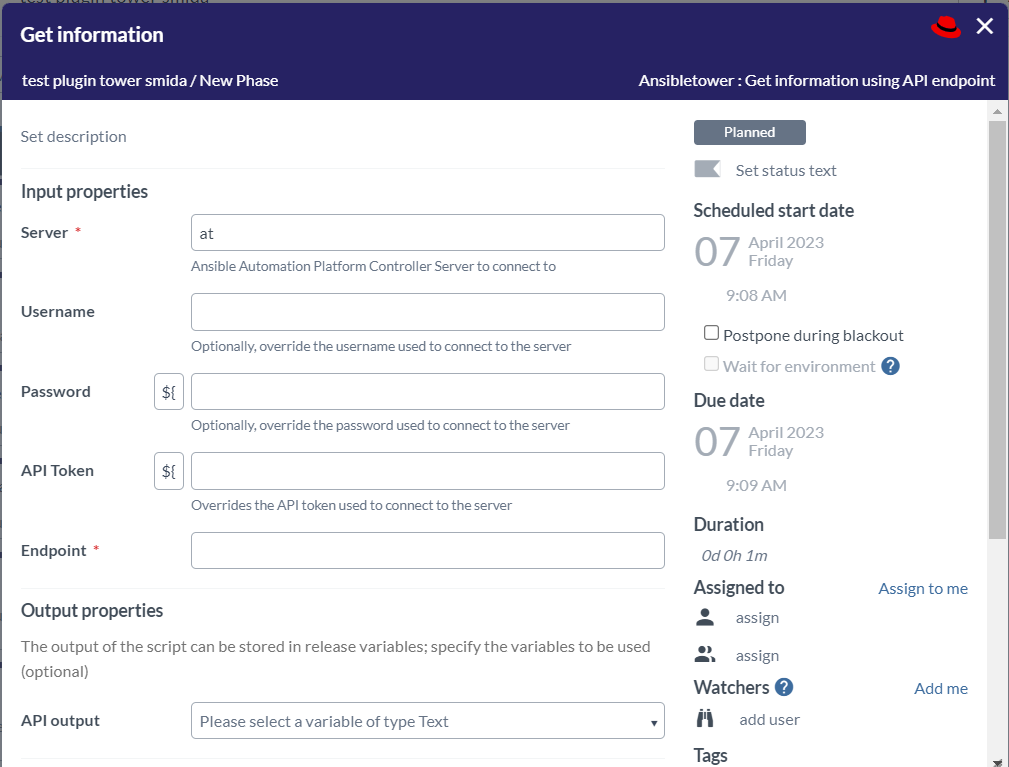 Get information
test plugin tower smida / New Phase
Ansibletower : Get information using API endpoint
Set description
Input properties
Server *
at
Ansible Automation Platform Controller Server to connect to
Username
Optionally, override the username used to connect to the server
Password
${
Optionally, override the password used to connect to the server
API Token
${
Overrides the API token used to connect to the server
Endpoint *
Output properties
The output of the script can be stored in release variables; specify the variables to be used
(optional)
API output
Please select a variable of type Text
Planned
Set status text
Scheduled start date
07
April 2023
Friday
9:08 AM
Postpone during blackout
Wait for environment ?
Due date
07
April 2023
Friday
9:09 AM
Duration
0d 0h 1m
Assigned to
Assign to me
assign
assign
Watchers ?
Add me
add user
Tags